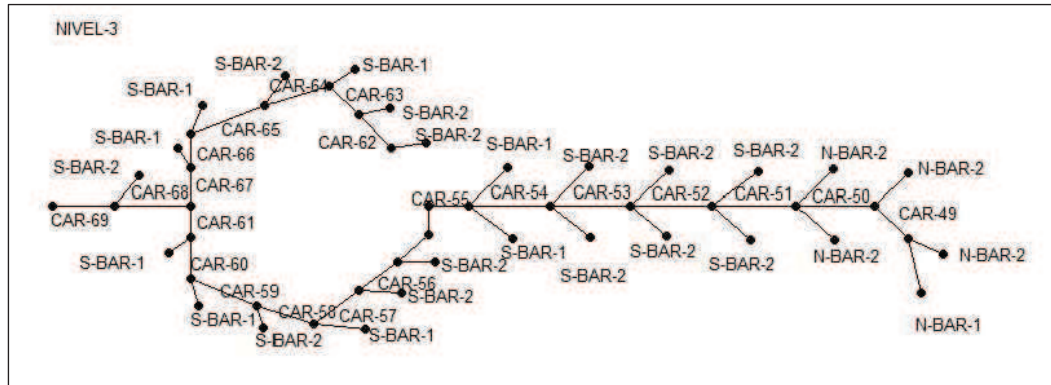 NIVEL-3
S-BAR-2
S-BAR-1
CAR-64
S-BAR-1
CAR-63
S-BAR-2
CAR-65
CAR-62
S-BAR-2
S-BAR-1
CAR-66
S-BAR-2
CAR-68
CAR-67
CAR-69
CAR-61
S-BAR-1
CAR-60
S-BAR-1
CAR-59
S-BAR-2
CAR-58
CAR-57
S-BAR-1
CAR-56
S-BAR-2
S-BAR-2
CAR-55
S-BAR-1
CAR-54
S-BAR-1
S-BAR-2
CAR-53
S-BAR-2
S-BAR-2
CAR-52
S-BAR-2
S-BAR-2
CAR-51
S-BAR-2
N-BAR-2
CAR-50
N-BAR-2
N-BAR-2
CAR-49
N-BAR-2
N-BAR-1